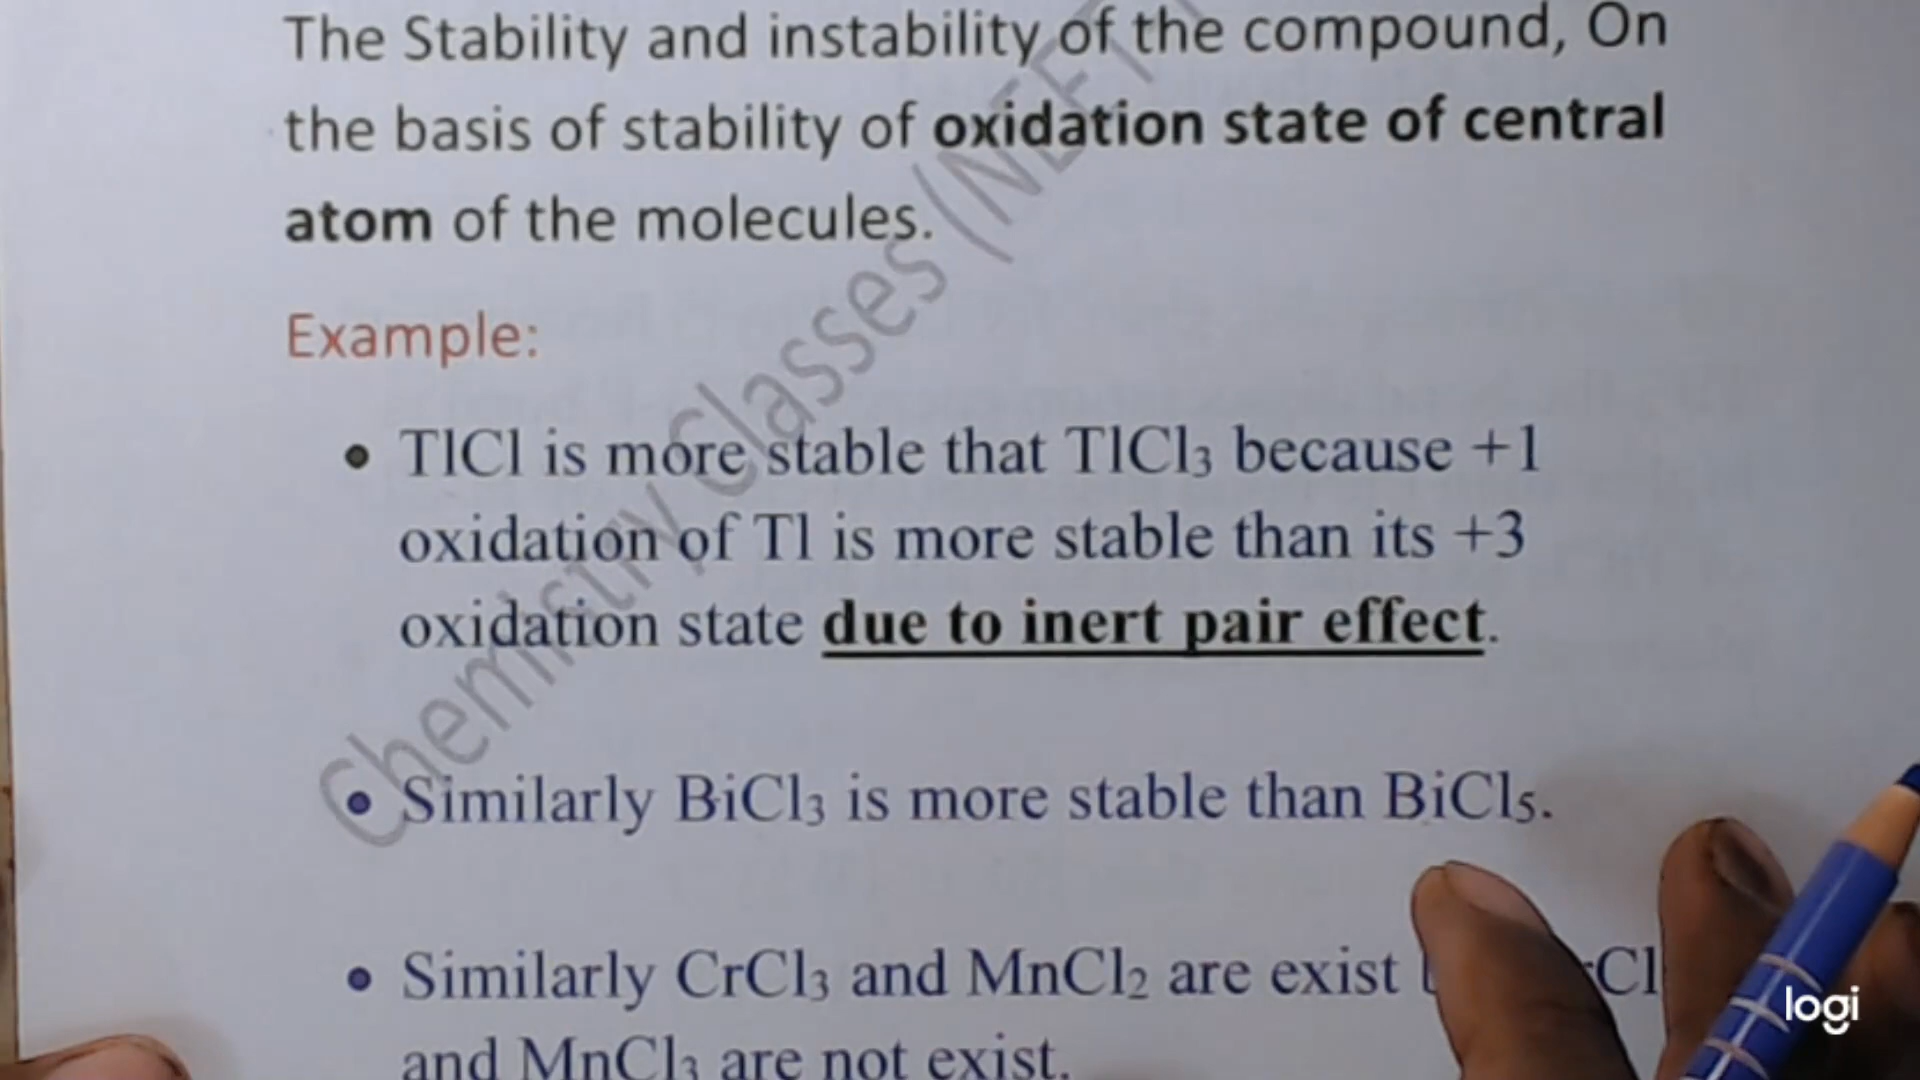 The Stability and instability of the compound, On
the basis of stability of oxidation state of central
atom of the molecules.
Example:
• TlCl is more stable that TlCl₃ because +1
oxidation of Tl is more stable than its +3
oxidation state due to inert pair effect.
• Similarly BiCl₃ is more stable than BiCl₅.
• Similarly CrCl₃ and MnCl₂ are exist
and MnCl₃ are not exist.
Chemistry Classes (NEET
logi